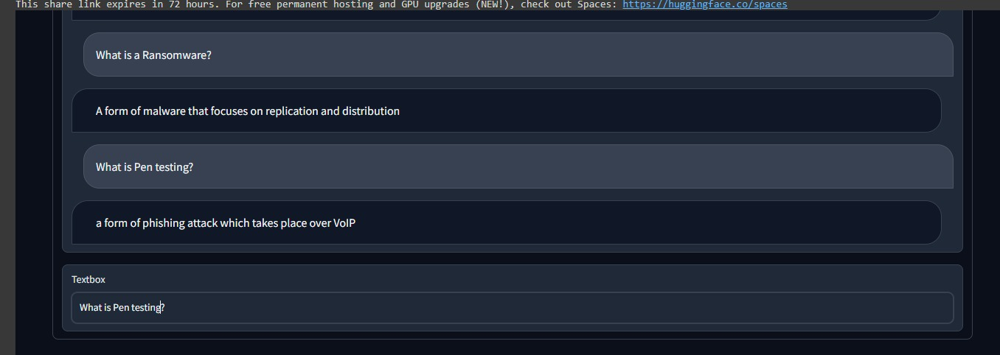 This share link expires in 72 hours. For free permanent hosting and GPU upgrades (NEW!), check out Spaces: https://huggingface.co/spaces
What is a Ransomware?
A form of malware that focuses on replication and distribution
What is Pen testing?
a form of phishing attack which takes place over VoIP
Textbox
What is Pen testing?